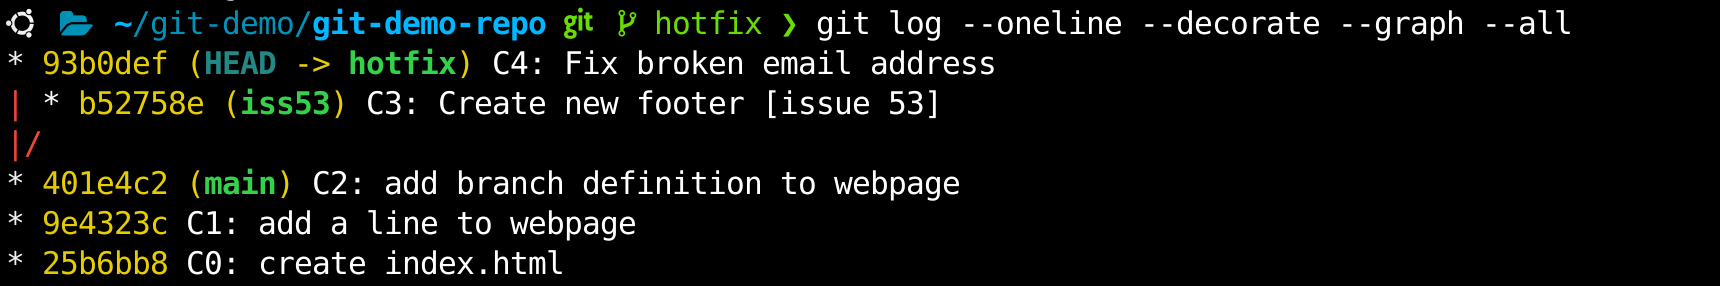 ~/git-demo/git-demo-repo git hotfix ❯ git log --oneline --decorate --graph --all
* 93b0def (HEAD -> hotfix) C4: Fix broken email address
| * b52758e (iss53) C3: Create new footer [issue 53]
|/
* 401e4c2 (main) C2: add branch definition to webpage
* 9e4323c C1: add a line to webpage
* 25b6bb8 C0: create index.html